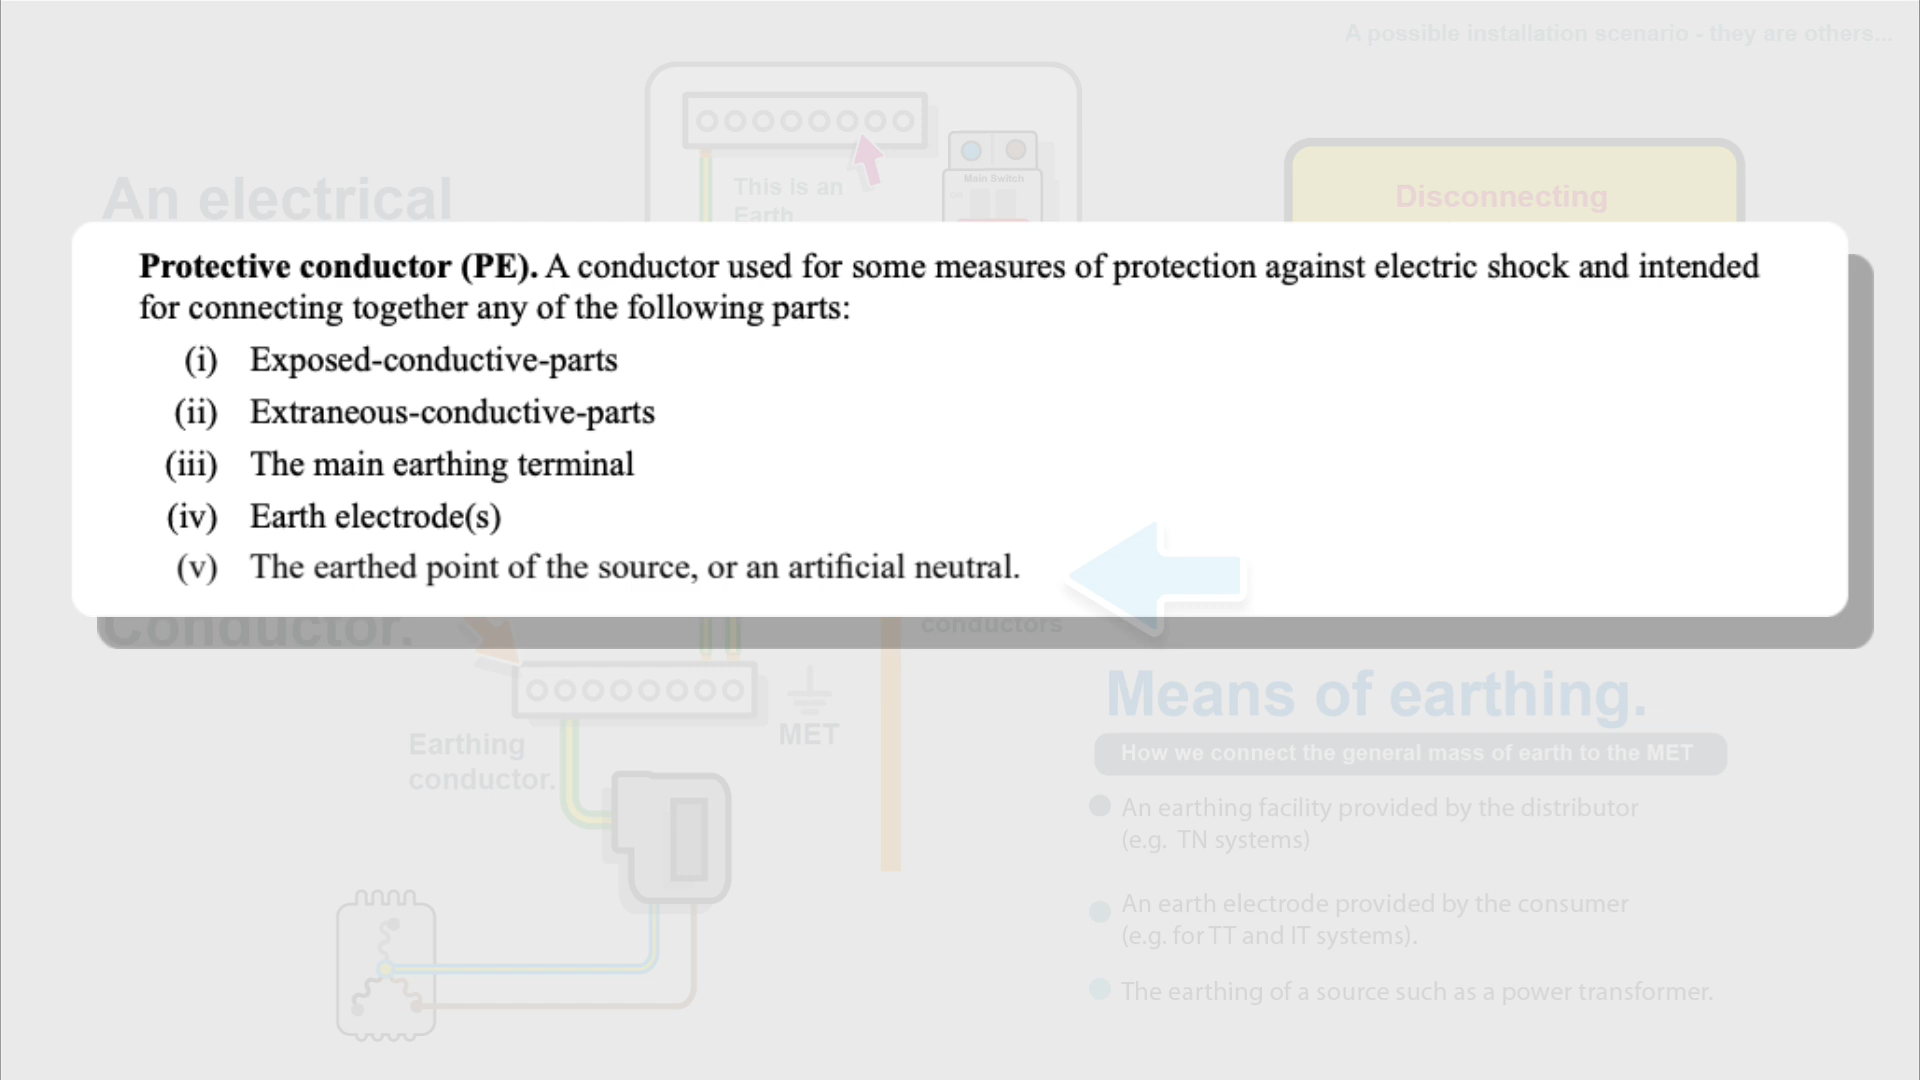 A possible installation scenario - they are others...
This is an
Earth
Main Switch
ON
An electrical
Disconnecting
Protective conductor (PE). A conductor used for some measures of protection against electric shock and intended
for connecting together any of the following parts:
(i) Exposed-conductive-parts
(ii) Extraneous-conductive-parts
(iii) The main earthing terminal
(iv) Earth electrode(s)
(v) The earthed point of the source, or an artificial neutral.
Conductor.
conductors
MET
Earthing
conductor.
Means of earthing.
How we connect the general mass of earth to the MET
An earthing facility provided by the distributor
(e.g. TN systems)
An earth electrode provided by the consumer
(e.g. for TT and IT systems).
The earthing of a source such as a power transformer.